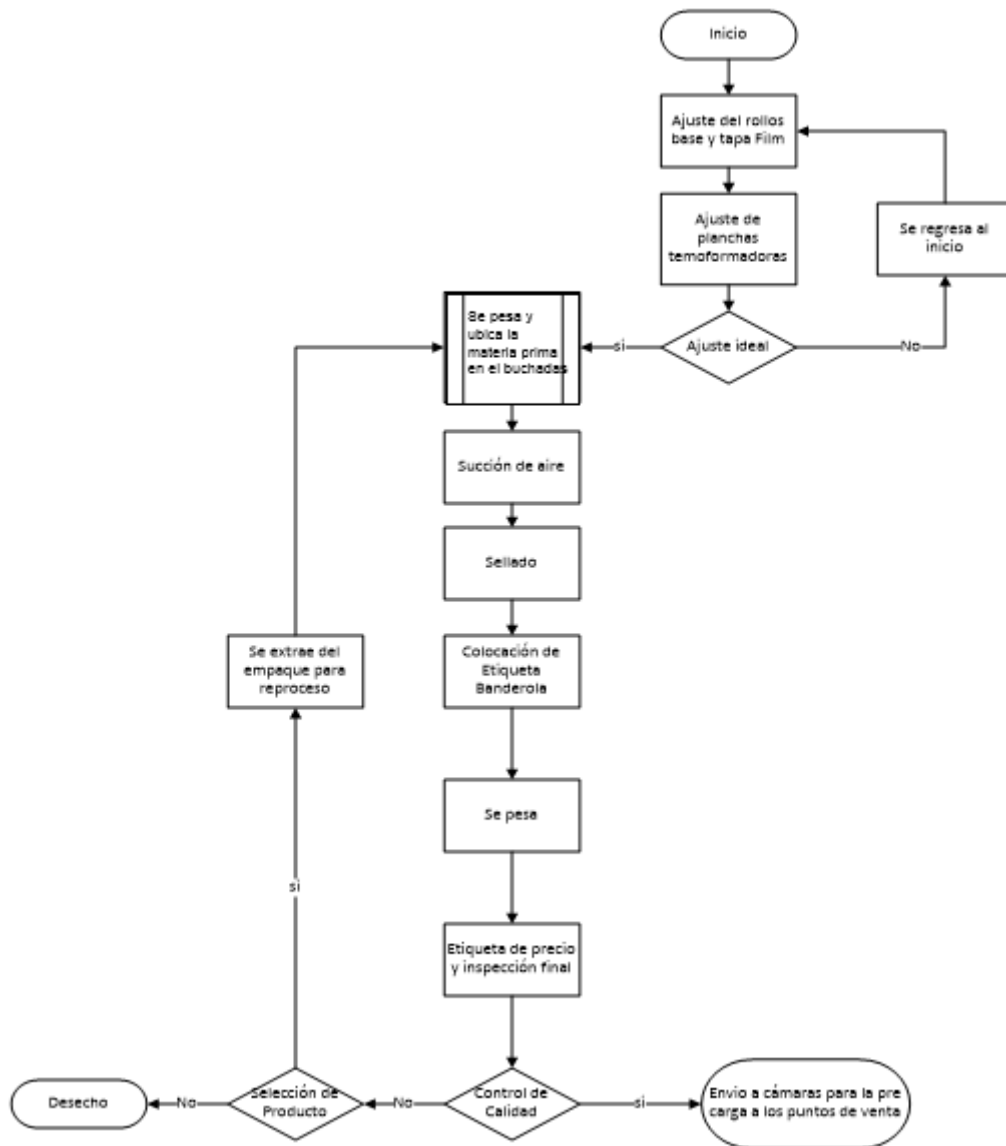 Inicio
Ajuste del rollos
base y tapa Film
Ajuste de
planchas
temoformadoras
Se regresa al
inicio
Ajuste ideal
si
No
Se pesa y
ubica la
materia prima
en el buchadas
Succión de aire
Sellado
Colocación de
Etiqueta
Banderola
Se extrae del
empaque para
reproceso
Se pesa
si
Etiqueta de precio
y inspección final
Control de
Calidad
No
si
Selección de
Producto
No
Desecho
Envio a cámaras para la pre
carga a los puntos de venta